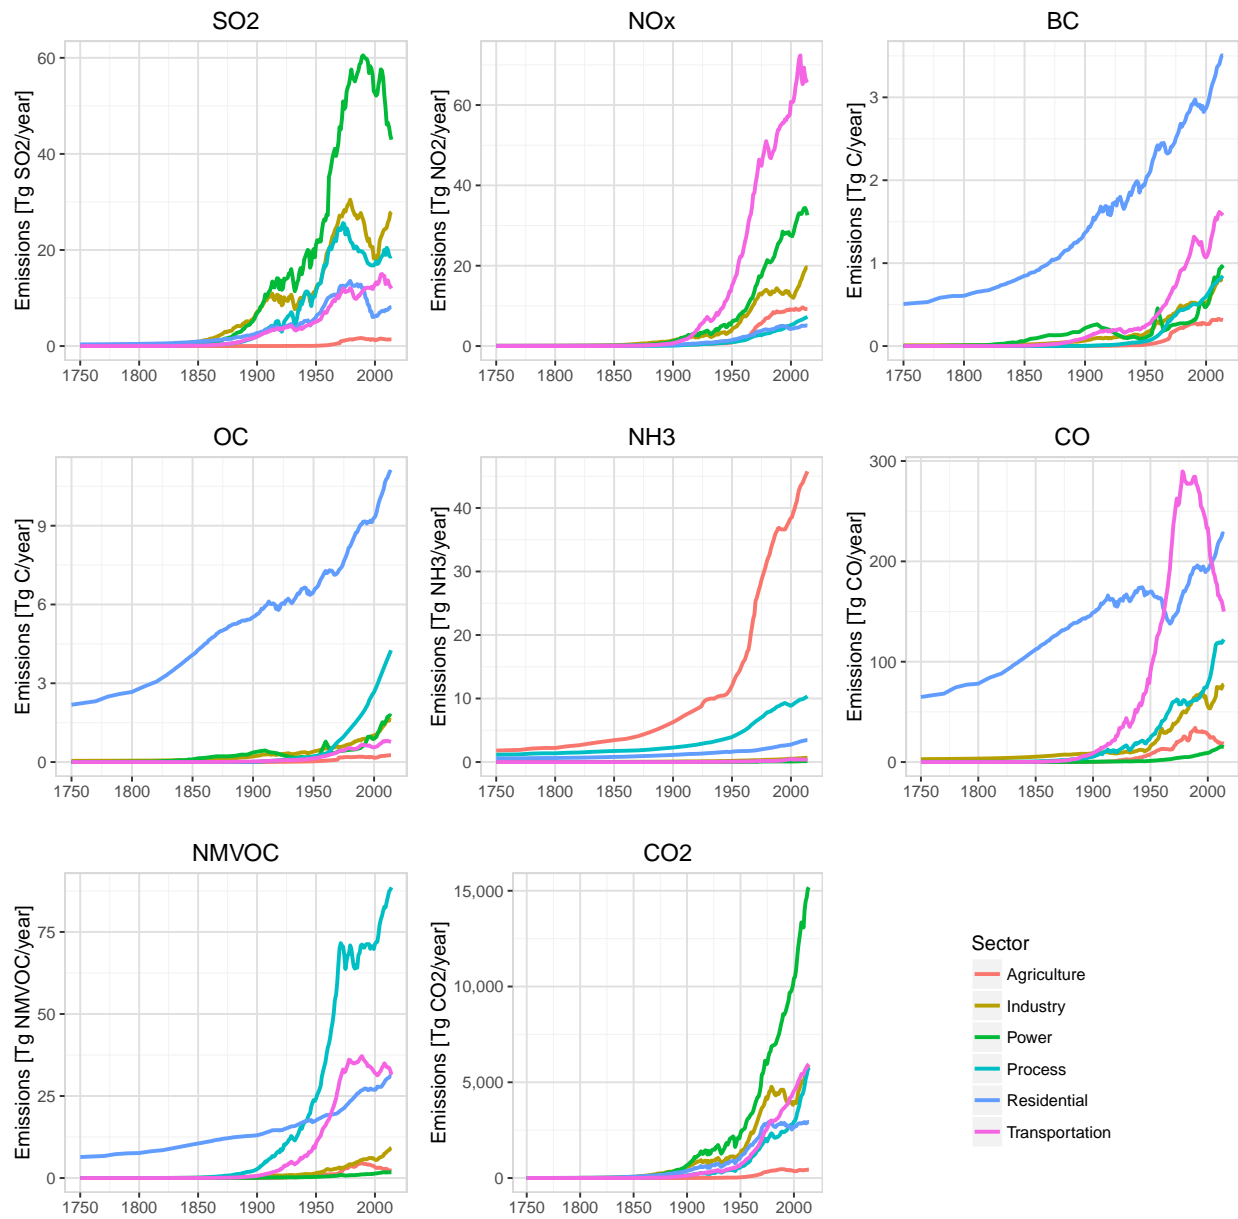 SO2
Emissions [Tg SO2/year]
60
40
20
0
1750 1800 1850 1900 1950 2000
NOx
Emissions [Tg NO2/year]
60
40
20
0
1750 1800 1850 1900 1950 2000
BC
Emissions [Tg C/year]
3
2
1
0
1750 1800 1850 1900 1950 2000
OC
Emissions [Tg C/year]
9
6
3
0
1750 1800 1850 1900 1950 2000
NH3
Emissions [Tg NH3/year]
40
30
20
10
0
1750 1800 1850 1900 1950 2000
CO
Emissions [Tg CO/year]
300
200
100
0
1750 1800 1850 1900 1950 2000
NMVOC
Emissions [Tg NMVOC/year]
75
50
25
0
1750 1800 1850 1900 1950 2000
CO2
Emissions [Tg CO2/year]
15,000
10,000
5,000
0
1750 1800 1850 1900 1950 2000
Sector
Agriculture
Industry
Power
Process
Residential
Transportation